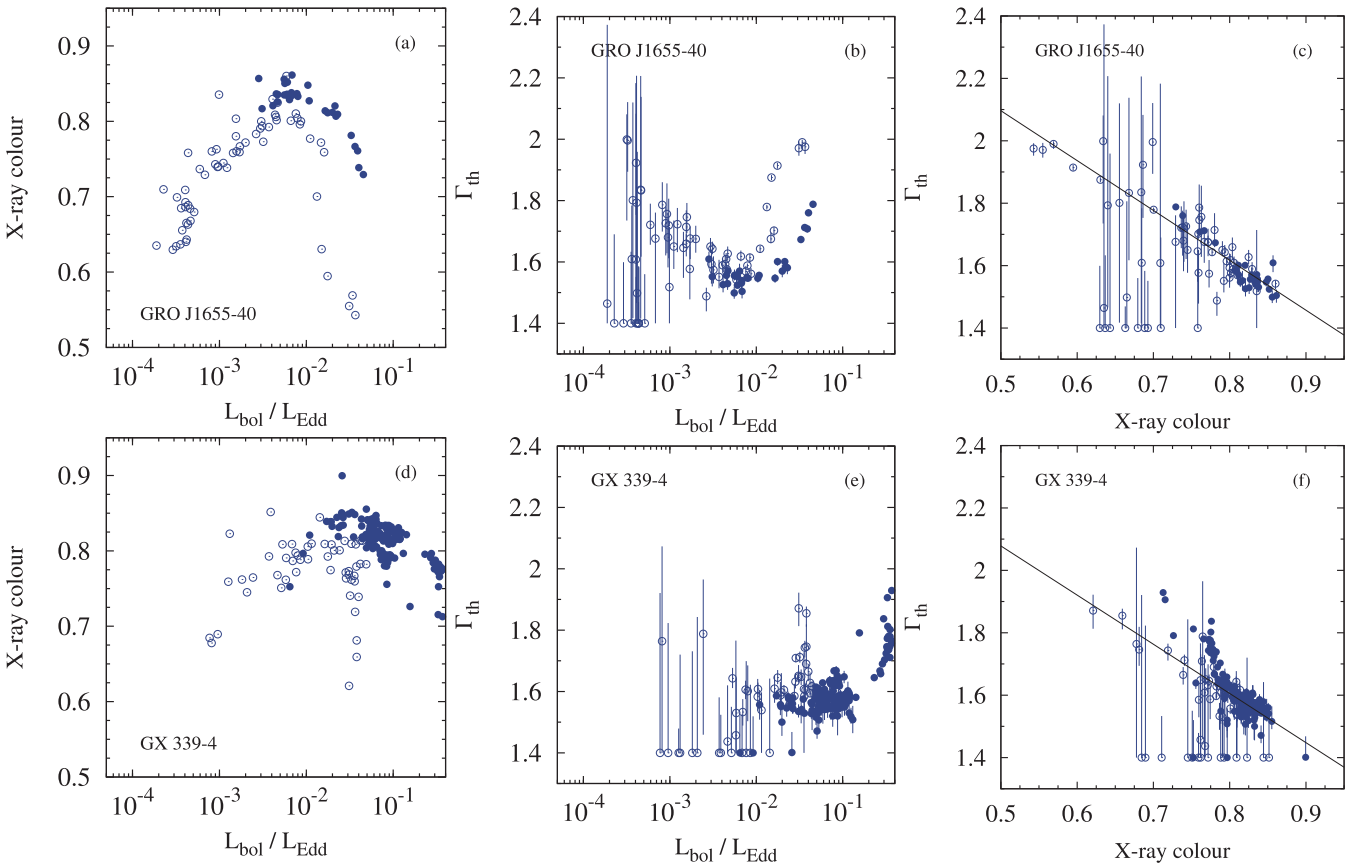 (a)
X-ray colour
0.9
0.8
0.7
0.6
0.5
GRO J1655-40
10⁻⁴ 10⁻³ 10⁻² 10⁻¹
L_bol / L_Edd
(b)
GRO J1655-40
Γ_th
2.4
2.2
2
1.8
1.6
1.4
10⁻⁴ 10⁻³ 10⁻² 10⁻¹
L_bol / L_Edd
(c)
GRO J1655-40
Γ_th
2.4
2.2
2
1.8
1.6
1.4
0.5 0.6 0.7 0.8 0.9
X-ray colour
(d)
X-ray colour
0.9
0.8
0.7
0.6
0.5
GX 339-4
10⁻⁴ 10⁻³ 10⁻² 10⁻¹
L_bol / L_Edd
(e)
GX 339-4
Γ_th
2.4
2.2
2
1.8
1.6
1.4
10⁻⁴ 10⁻³ 10⁻² 10⁻¹
L_bol / L_Edd
(f)
GX 339-4
Γ_th
2.4
2.2
2
1.8
1.6
1.4
0.5 0.6 0.7 0.8 0.9
X-ray colour